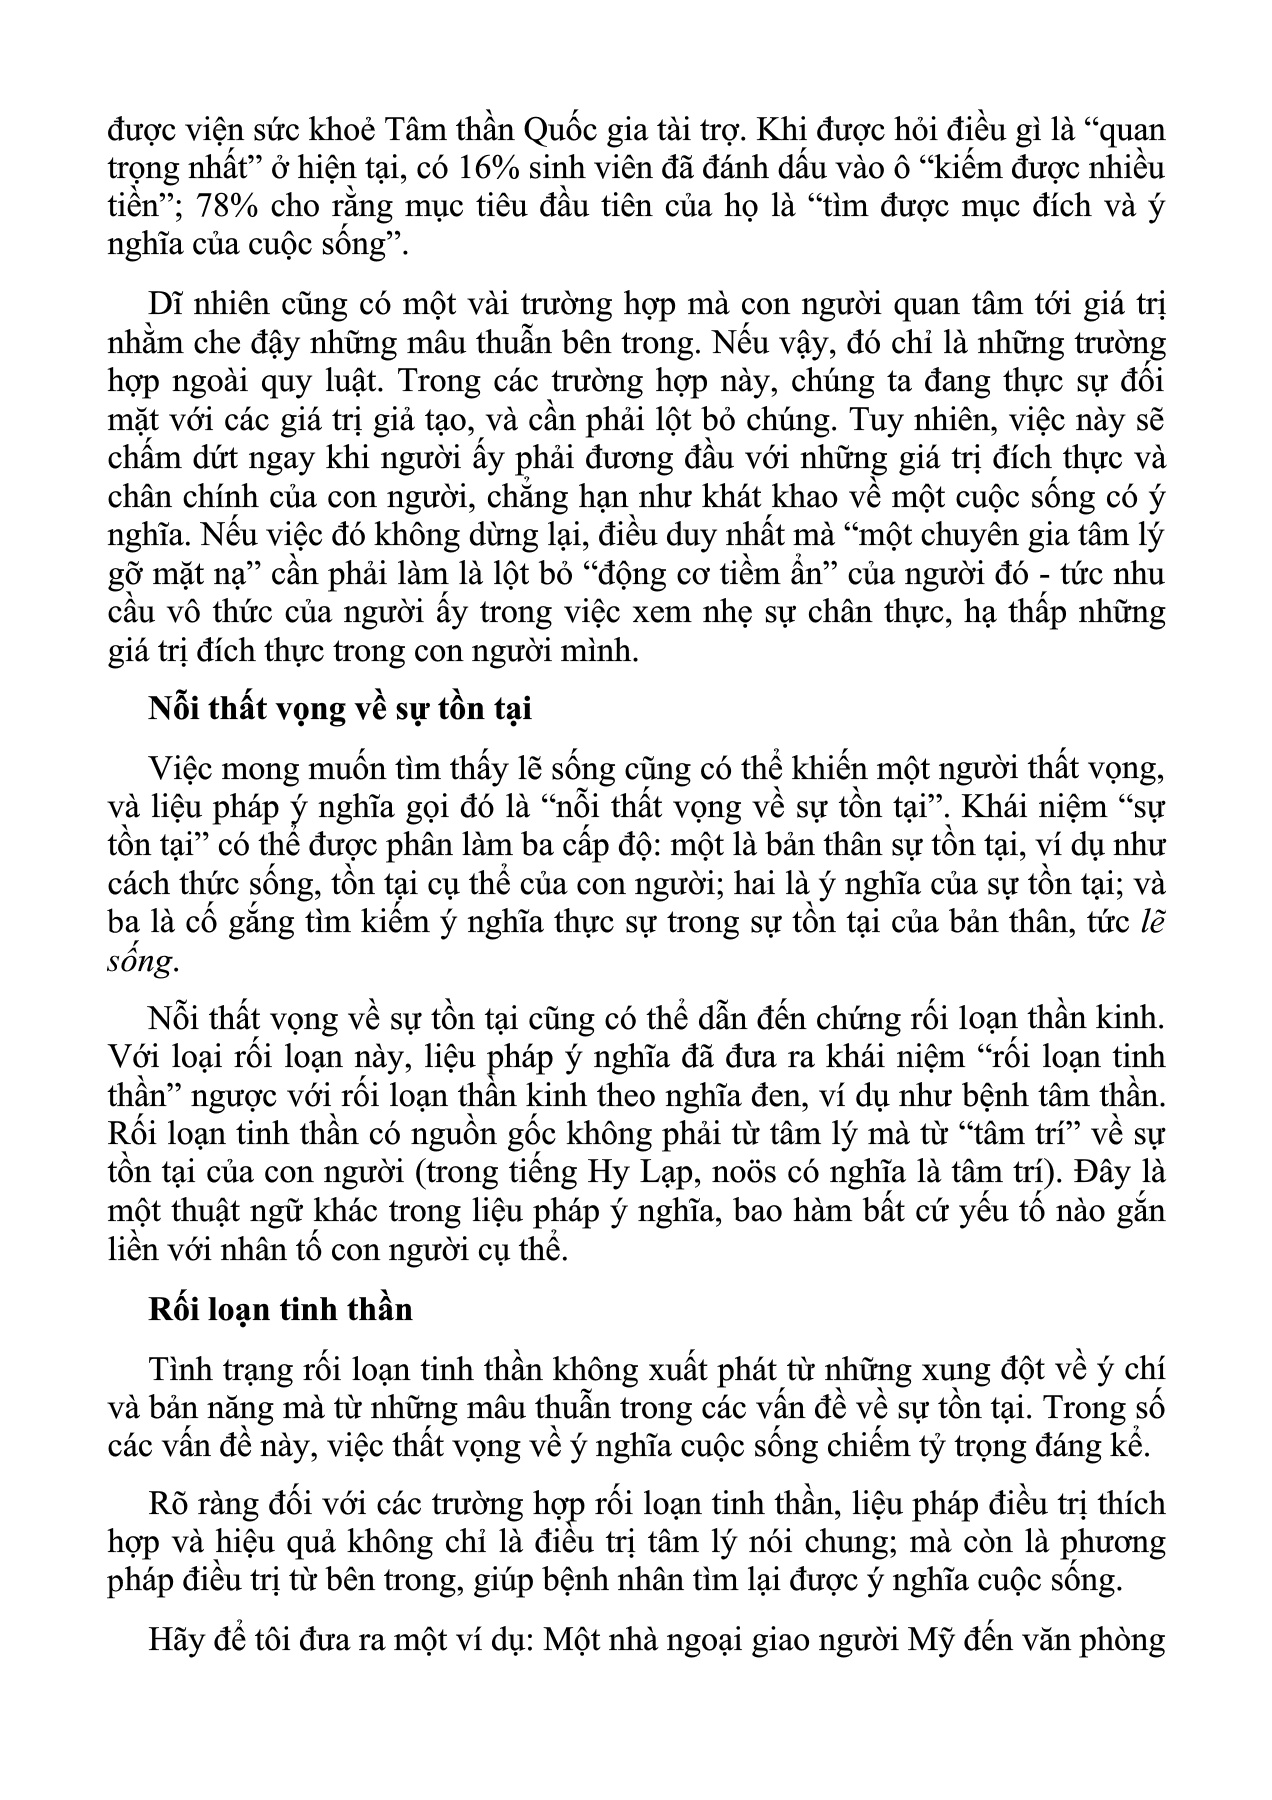 được viện sức khoẻ Tâm thần Quốc gia tài trợ. Khi được hỏi điều gì là “quan
trọng nhất” ở hiện tại, có 16% sinh viên đã đánh dấu vào ô “kiếm được nhiều
tiền”; 78% cho rằng mục tiêu đầu tiên của họ là “tìm được mục đích và ý
nghĩa của cuộc sống”.
Dĩ nhiên cũng có một vài trường hợp mà con người quan tâm tới giá trị
nhằm che đậy những mâu thuẫn bên trong. Nếu vậy, đó chỉ là những trường
hợp ngoài quy luật. Trong các trường hợp này, chúng ta đang thực sự đối
mặt với các giá trị giả tạo, và cần phải lột bỏ chúng. Tuy nhiên, việc này sẽ
chấm dứt ngay khi người ấy phải đương đầu với những giá trị đích thực và
chân chính của con người, chẳng hạn như khát khao về một cuộc sống có ý
nghĩa. Nếu việc đó không dừng lại, điều duy nhất mà “một chuyên gia tâm lý
gỡ mặt nạ” cần phải làm là lột bỏ “động cơ tiềm ẩn” của người đó - tức nhu
cầu vô thức của người ấy trong việc xem nhẹ sự chân thực, hạ thấp những
giá trị đích thực trong con người mình.
Nỗi thất vọng về sự tồn tại
Việc mong muốn tìm thấy lẽ sống cũng có thể khiến một người thất vọng,
và liệu pháp ý nghĩa gọi đó là “nỗi thất vọng về sự tồn tại”. Khái niệm “sự
tồn tại” có thể được phân làm ba cấp độ: một là bản thân sự tồn tại, ví dụ như
cách thức sống, tồn tại cụ thể của con người; hai là ý nghĩa của sự tồn tại; và
ba là cố gắng tìm kiếm ý nghĩa thực sự trong sự tồn tại của bản thân, tức lẽ
sống.
Nỗi thất vọng về sự tồn tại cũng có thể dẫn đến chứng rối loạn thần kinh.
Với loại rối loạn này, liệu pháp ý nghĩa đã đưa ra khái niệm “rối loạn tinh
thần” ngược với rối loạn thần kinh theo nghĩa đen, ví dụ như bệnh tâm thần.
Rối loạn tinh thần có nguồn gốc không phải từ tâm lý mà từ “tâm trí” về sự
tồn tại của con người (trong tiếng Hy Lạp, noös có nghĩa là tâm trí). Đây là
một thuật ngữ khác trong liệu pháp ý nghĩa, bao hàm bất cứ yếu tố nào gắn
liền với nhân tố con người cụ thể.
Rối loạn tinh thần
Tình trạng rối loạn tinh thần không xuất phát từ những xung đột về ý chí
và bản năng mà từ những mâu thuẫn trong các vấn đề về sự tồn tại. Trong số
các vấn đề này, việc thất vọng về ý nghĩa cuộc sống chiếm tỷ trọng đáng kể.
Rõ ràng đối với các trường hợp rối loạn tinh thần, liệu pháp điều trị thích
hợp và hiệu quả không chỉ là điều trị tâm lý nói chung; mà còn là phương
pháp điều trị từ bên trong, giúp bệnh nhân tìm lại được ý nghĩa cuộc sống.
Hãy để tôi đưa ra một ví dụ: Một nhà ngoại giao người Mỹ đến văn phòng